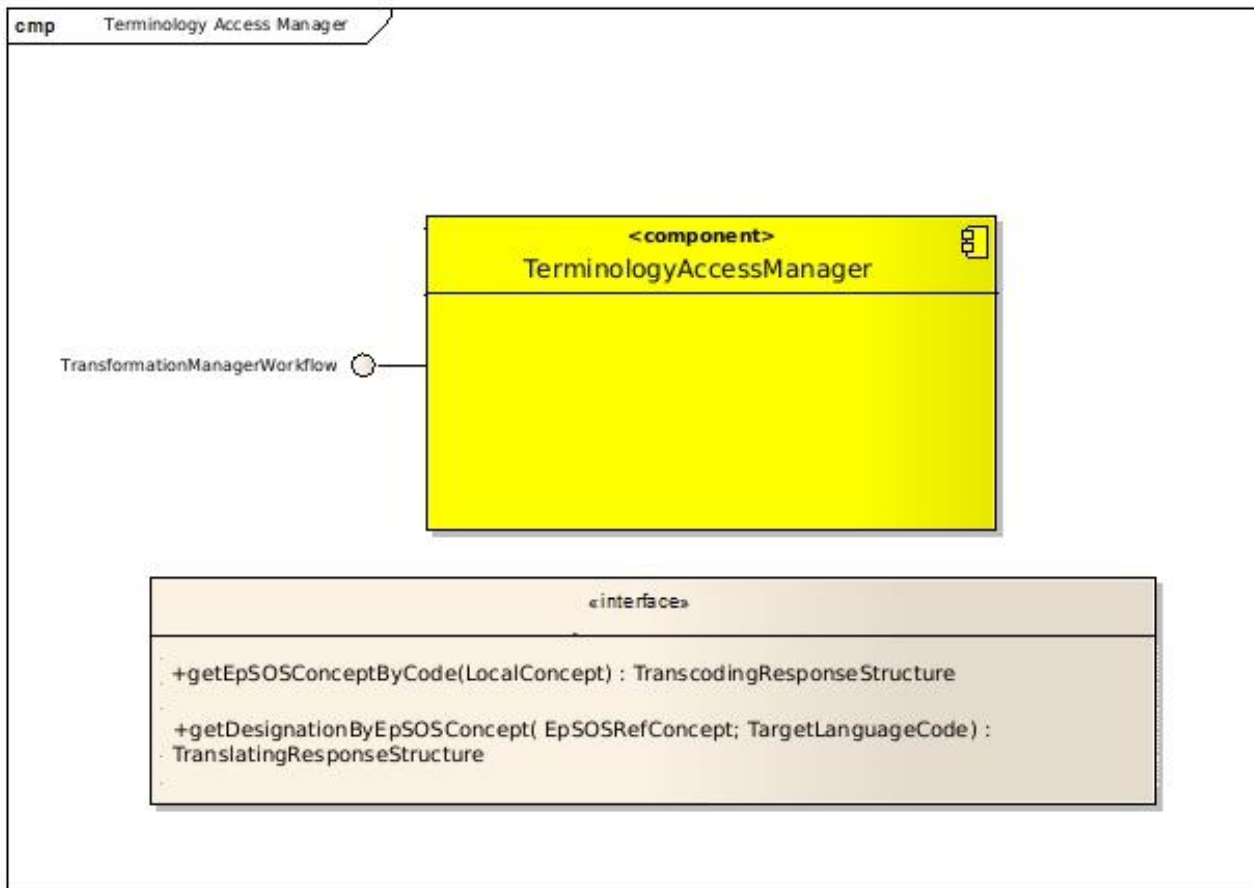 cmp Terminology Access Manager
<component>
TerminologyAccessManager
TransformationManagerWorkflow
«interface»
+getEpSOSConceptByCode(LocalConcept) : TranscodingResponseStructure
+getDesignationByEpSOSConcept( EpSOSRefConcept; TargetLanguageCode) :
TranslatingResponseStructure